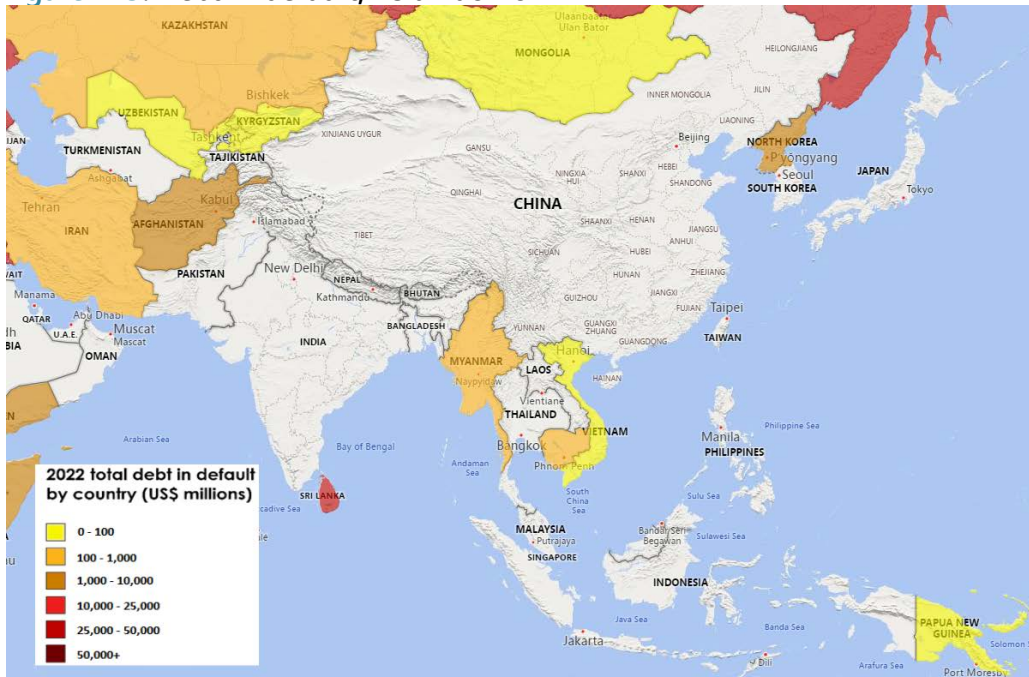 KAZAKHSTAN
Ulaanbaatar
Ulan Bator
MONGOLIA
HEILONGJIANG
Bishkek
UZBEKISTAN
KYRGYZSTAN
INNER MONGOLIA
JILIN
Tashkent
XINJIANG UYGUR
LIAONING
TURKMENISTAN
TAJIKISTAN
GANSU
Beijing
NORTH KOREA
P'yŏngyang
Ashgabat
NINGXIA
HUI
SHANXI
HEBEI
Seoul
JAPAN
SHANDONG
SOUTH KOREA
Tokyo
Tehran
Kabul
QINGHAI
IRAN
AFGHANISTAN
Islamabad
CHINA
SHAANXI
HENAN
JIANGSU
TIBET
ANHUI
SICHUAN
HUBEI
PAKISTAN
New Delhi
ZHEJIANG
NEPAL
HUNAN
Manama
Kathmandu
BHUTAN
GUIZHOU
JIANGXI
QATAR
Abu Dhabi
FUJIAN
Taipei
U.A.E.
Muscat
Mascat
BANGLADESH
YUNNAN
GUANGXI
ZHUANG
GUANGDONG
TAIWAN
OMAN
INDIA
MYANMAR
Hanoi
LAOS
HAINAN
Naypyidaw
Vientiane
THAILAND
VIETNAM
Philippine Sea
Arabian Sea
Bay of Bengal
Bangkok
Manila
PHILIPPINES
Andaman
Sea
Phnom Penh
2022 total debt in default
by country (US$ millions)
SRI LANKA
South
China
Sea
Sulu Sea
0 - 100
100 - 1,000
1,000 - 10,000
10,000 - 25,000
25,000 - 50,000
50,000+
MALAYSIA
Putrajaya
SINGAPORE
Bandar Seri
Begawan
Sulawesi Sea
INDONESIA
Java Sea
Banda Sea
PAPUA NEW
GUINEA
Jakarta
Dili
Arafura Sea